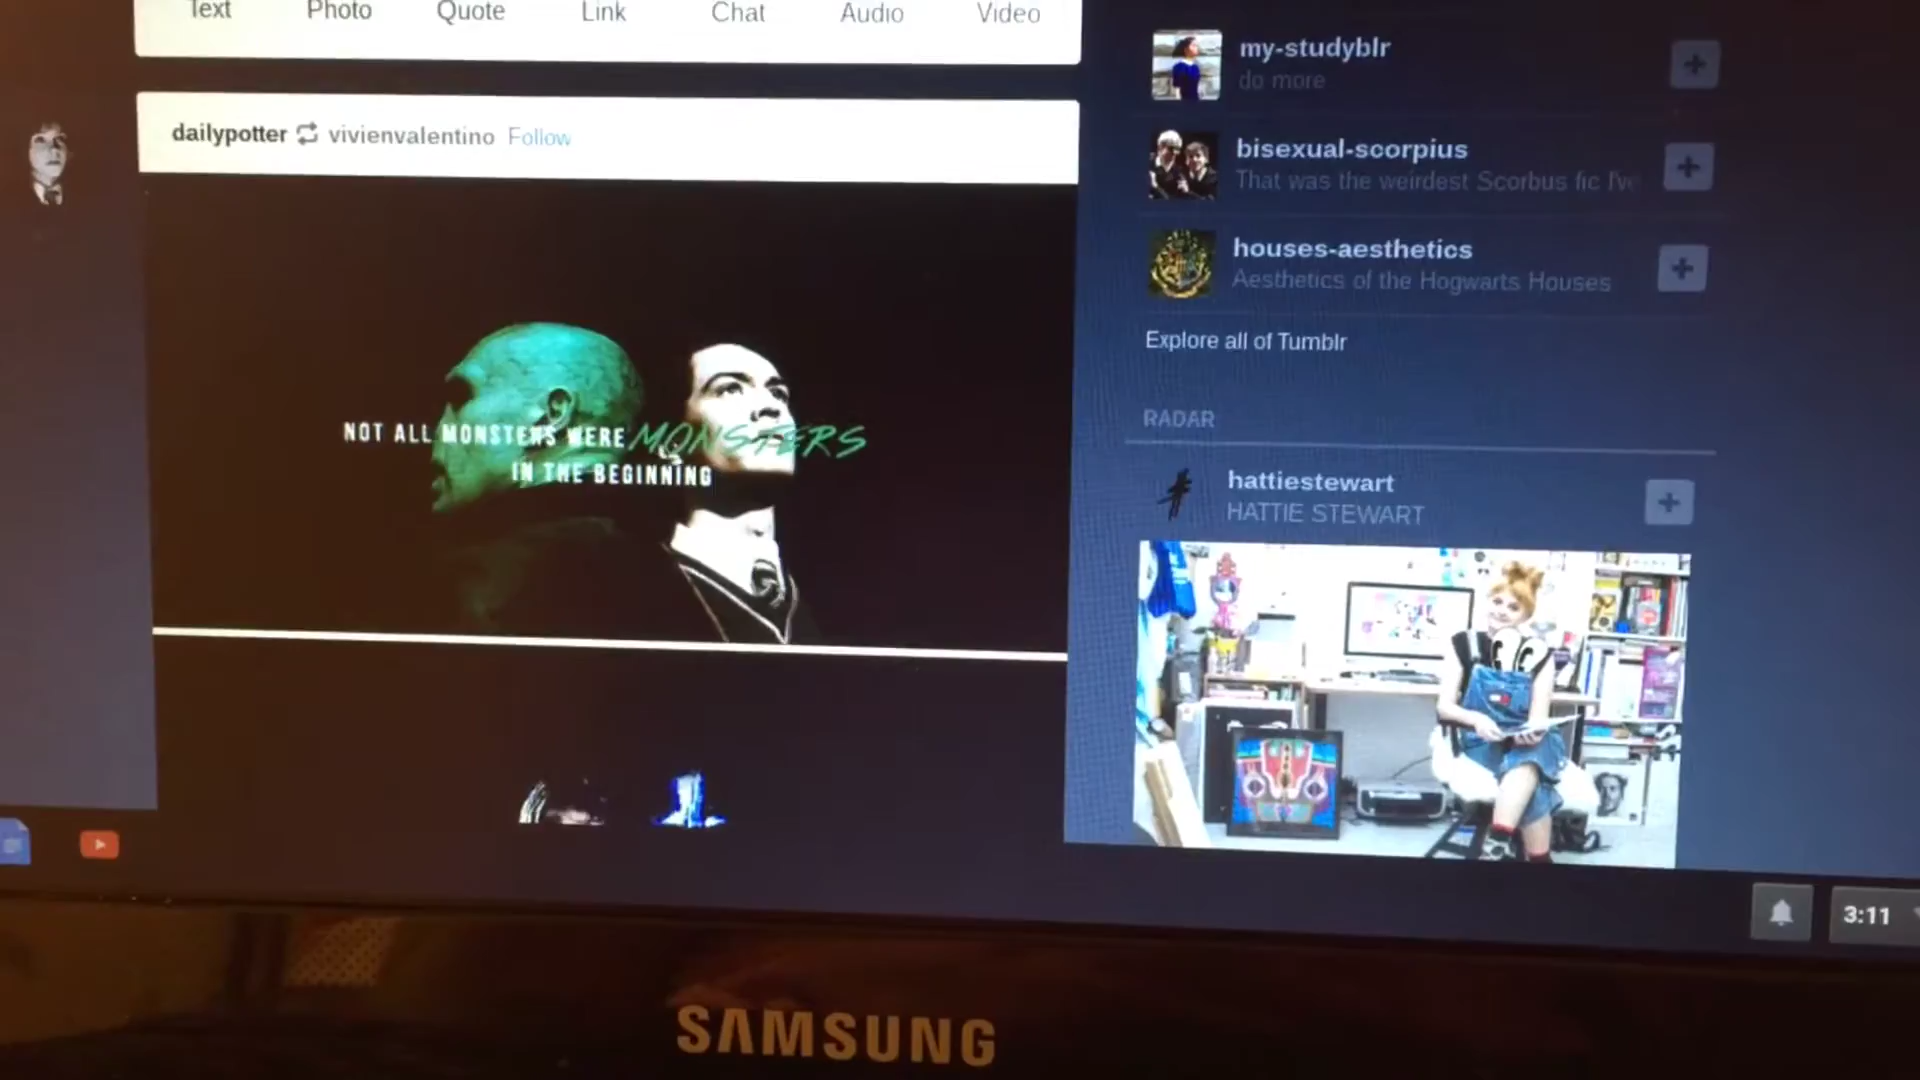 Text Photo Quote Link Chat Audio Video
dailypotter vivienvalentino Follow
NOT ALL MONSTERS WERE MONSTERS
IN THE BEGINNING
my-studyblr
do more
bisexual-scorpius
That was the weirdest Scorbus fic I've
houses-aesthetics
Aesthetics of the Hogwarts Houses
Explore all of Tumblr
RADAR
hattiestewart
HATTIE STEWART
3:11
SAMSUNG